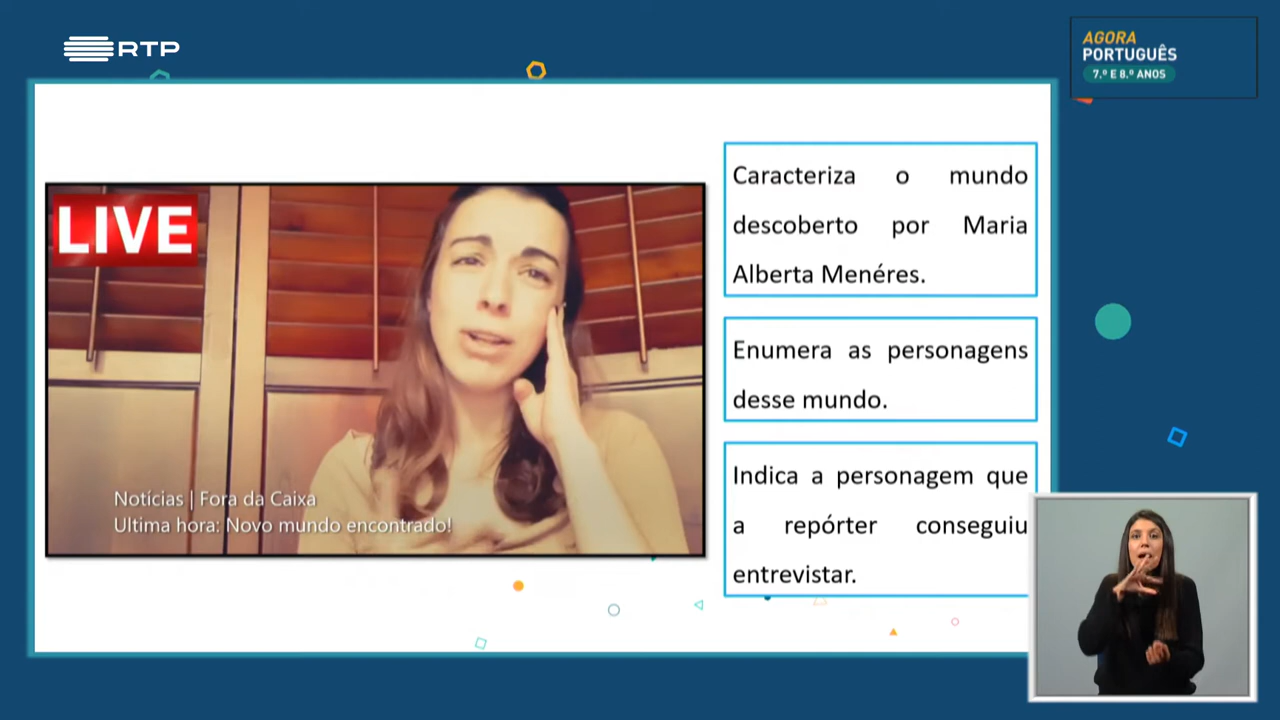 RTP
AGORA
PORTUGUÊS
7.º E 8.º ANOS
LIVE
Notícias | Fora da Caixa
Ultima hora: Novo mundo encontrado!
Caracteriza o mundo
descoberto por Maria
Alberta Menéres.
Enumera as personagens
desse mundo.
Indica a personagem que
a repórter conseguiu
entrevistar.